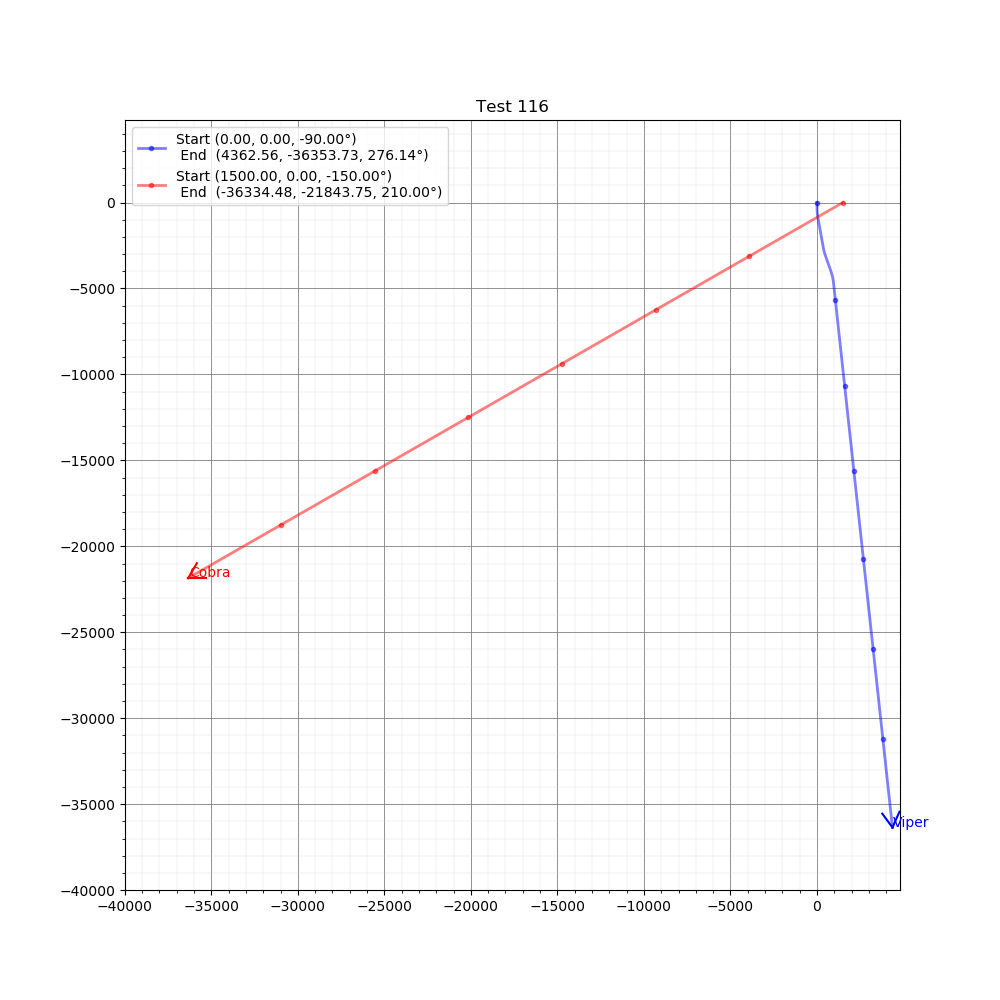 Test 116
Start (0.00, 0.00, -90.00°)
End (4362.56, -36353.73, 276.14°)
Start (1500.00, 0.00, -150.00°)
End (-36334.48, -21843.75, 210.00°)
0
−5000
−10000
−15000
−20000
−25000
−30000
−35000
−40000
Cobra
Viper
−40000 −35000 −30000 −25000 −20000 −15000 −10000 −5000 0